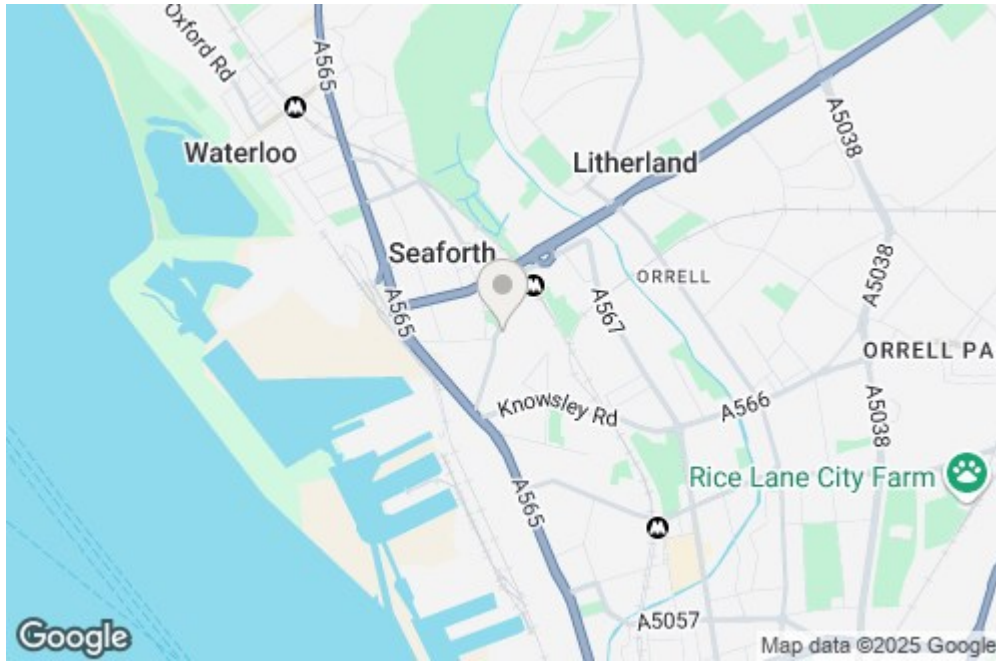 Oxford Rd
A565
Waterloo
A5038
Litherland
Seaforth
ORRELL
A5038
A565
A567
ORRELL PA
Knowsley Rd
A566
A5038
Rice Lane City Farm
A565
A5057
Google
Map data ©2025 Google